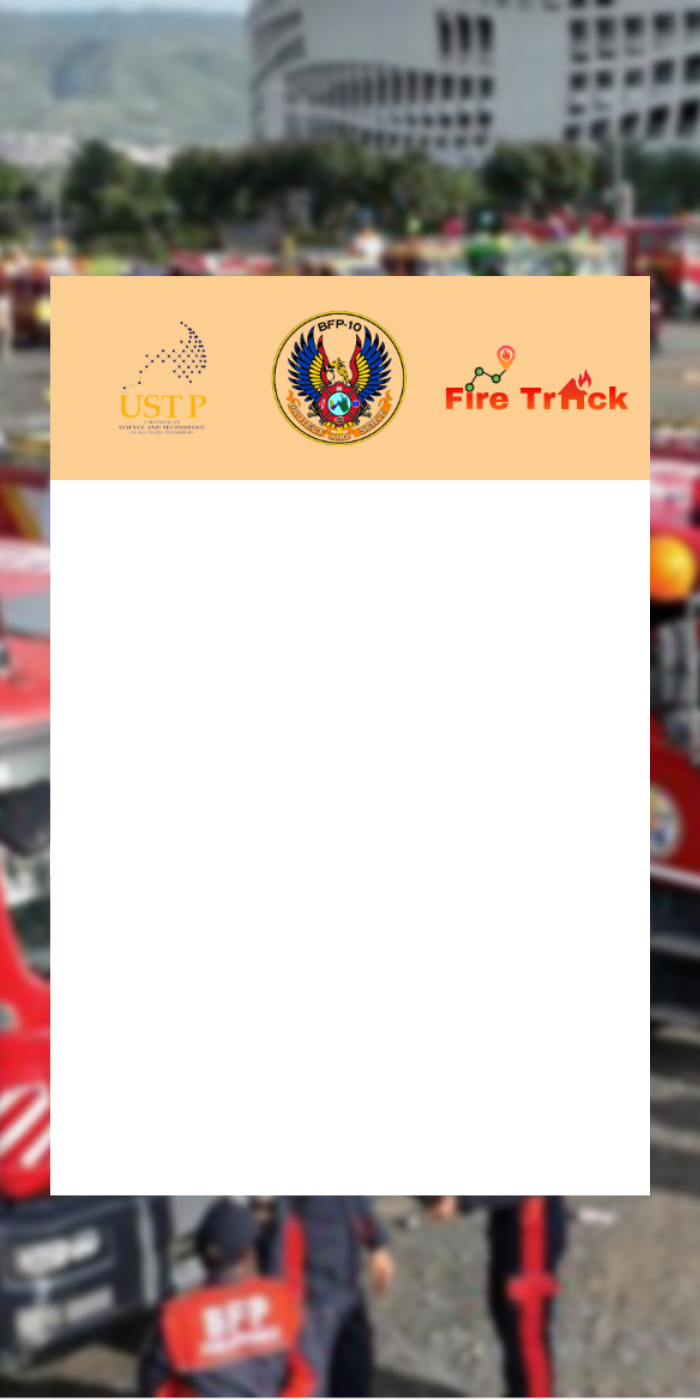 BFP-10
USTP
UNIVERSITY OF
SCIENCE AND TECHNOLOGY
OF SOUTHERN PHILIPPINES
PROTECT AND SERVE
Fire Track
BFP